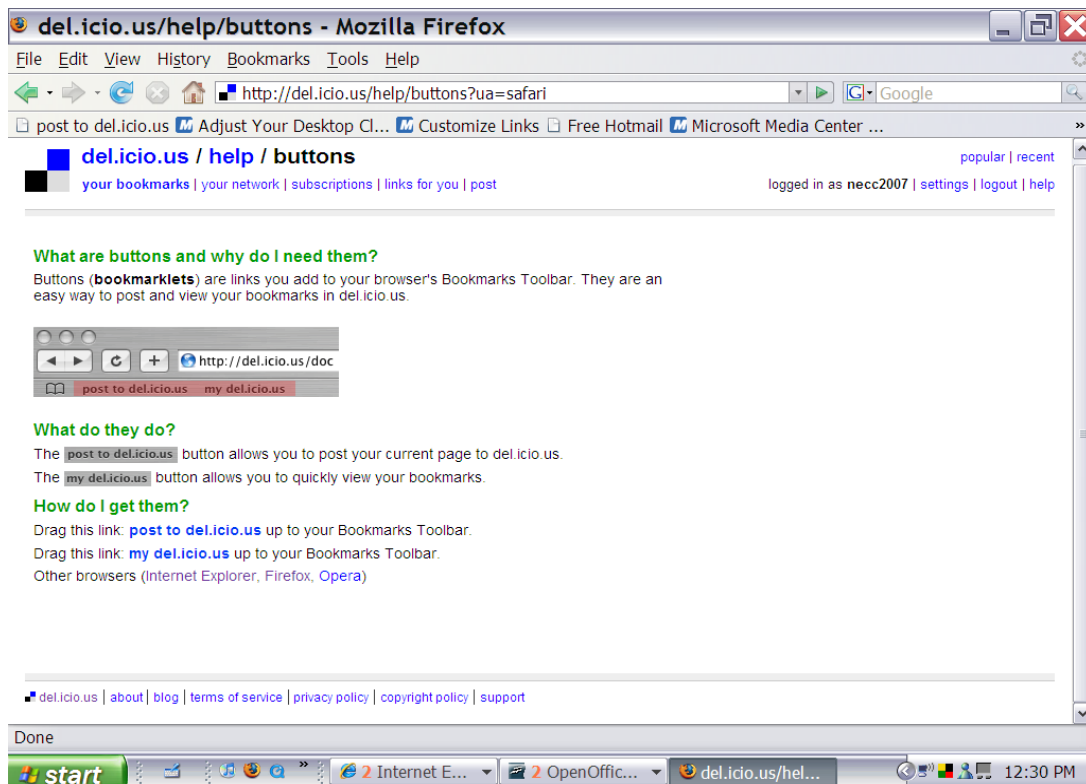 del.icio.us/help/buttons - Mozilla Firefox
File Edit View History Bookmarks Tools Help
http://del.icio.us/help/buttons?ua=safari G Google
post to del.icio.us M Adjust Your Desktop Cl... M Customize Links Free Hotmail M Microsoft Media Center ... »
del.icio.us / help / buttons popular | recent
your bookmarks | your network | subscriptions | links for you | post logged in as necc2007 | settings | logout | help
What are buttons and why do I need them?
Buttons (bookmarklets) are links you add to your browser's Bookmarks Toolbar. They are an
easy way to post and view your bookmarks in del.icio.us.
http://del.icio.us/doc
post to del.icio.us my del.icio.us
What do they do?
The post to del.icio.us button allows you to post your current page to del.icio.us.
The my del.icio.us button allows you to quickly view your bookmarks.
How do I get them?
Drag this link: post to del.icio.us up to your Bookmarks Toolbar.
Drag this link: my del.icio.us up to your Bookmarks Toolbar.
Other browsers (Internet Explorer, Firefox, Opera)
del.icio.us | about | blog | terms of service | privacy policy | copyright policy | support
Done
start » 2 Internet E... 2 OpenOffic... del.icio.us/hel... 12:30 PM